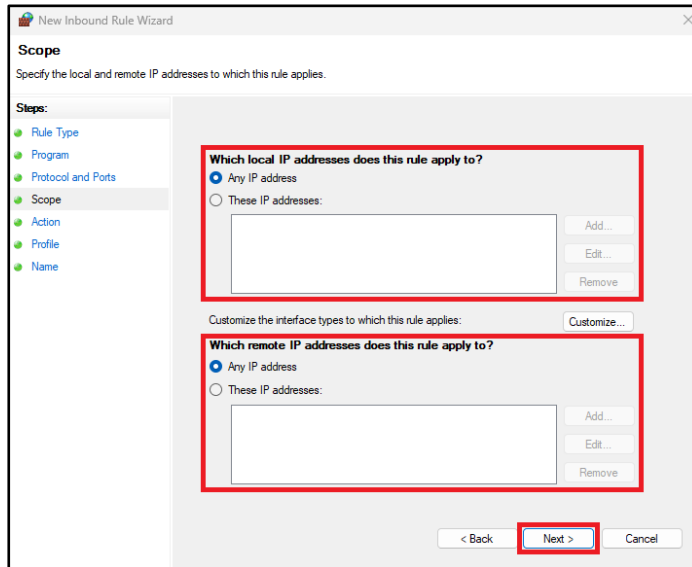 New Inbound Rule Wizard
Scope
Specify the local and remote IP addresses to which this rule applies.
Steps:
Rule Type
Program
Protocol and Ports
Scope
Action
Profile
Name
Which local IP addresses does this rule apply to?
Any IP address
These IP addresses:
Add...
Edit...
Remove
Customize the interface types to which this rule applies:
Customize...
Which remote IP addresses does this rule apply to?
Any IP address
These IP addresses:
Add...
Edit...
Remove
< Back
Next >
Cancel